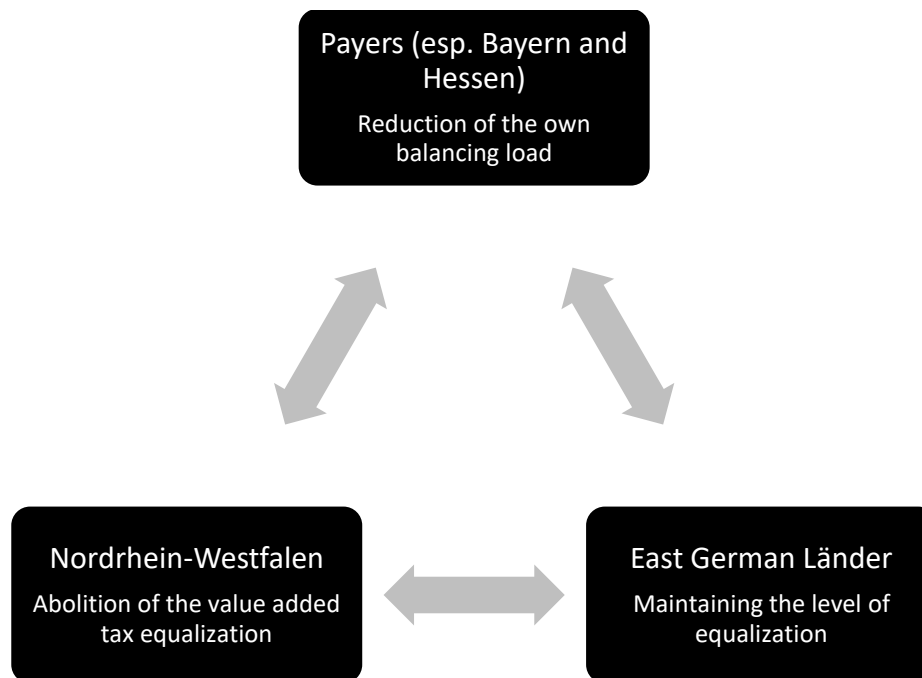 Payers (esp. Bayern and
Hessen)
Reduction of the own
balancing load
Nordrhein-Westfalen
Abolition of the value added
tax equalization
East German Länder
Maintaining the level of
equalization